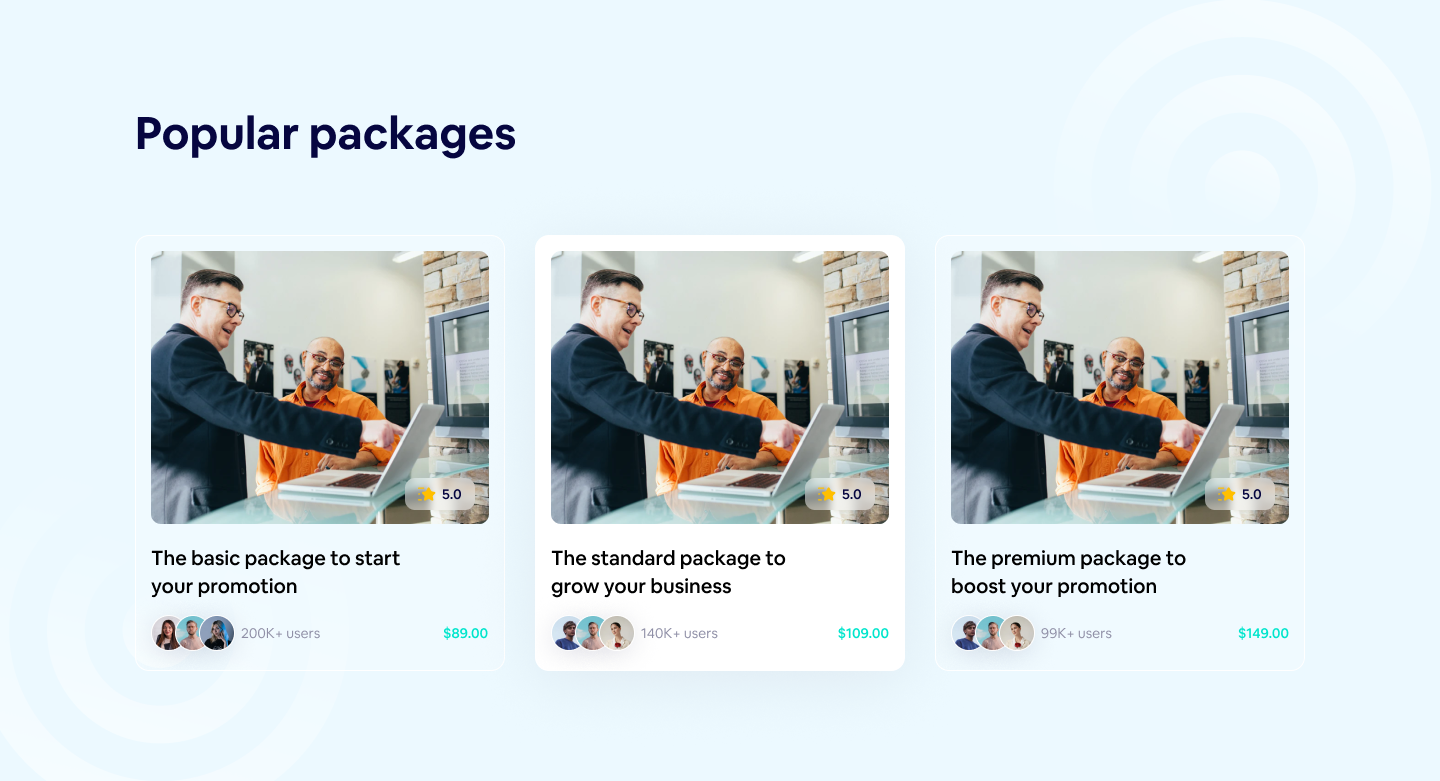 Popular packages
5.0
5.0
5.0
The basic package to start
your promotion
200K+ users
$89.00
The standard package to
grow your business
140K+ users
$109.00
The premium package to
boost your promotion
99K+ users
$149.00